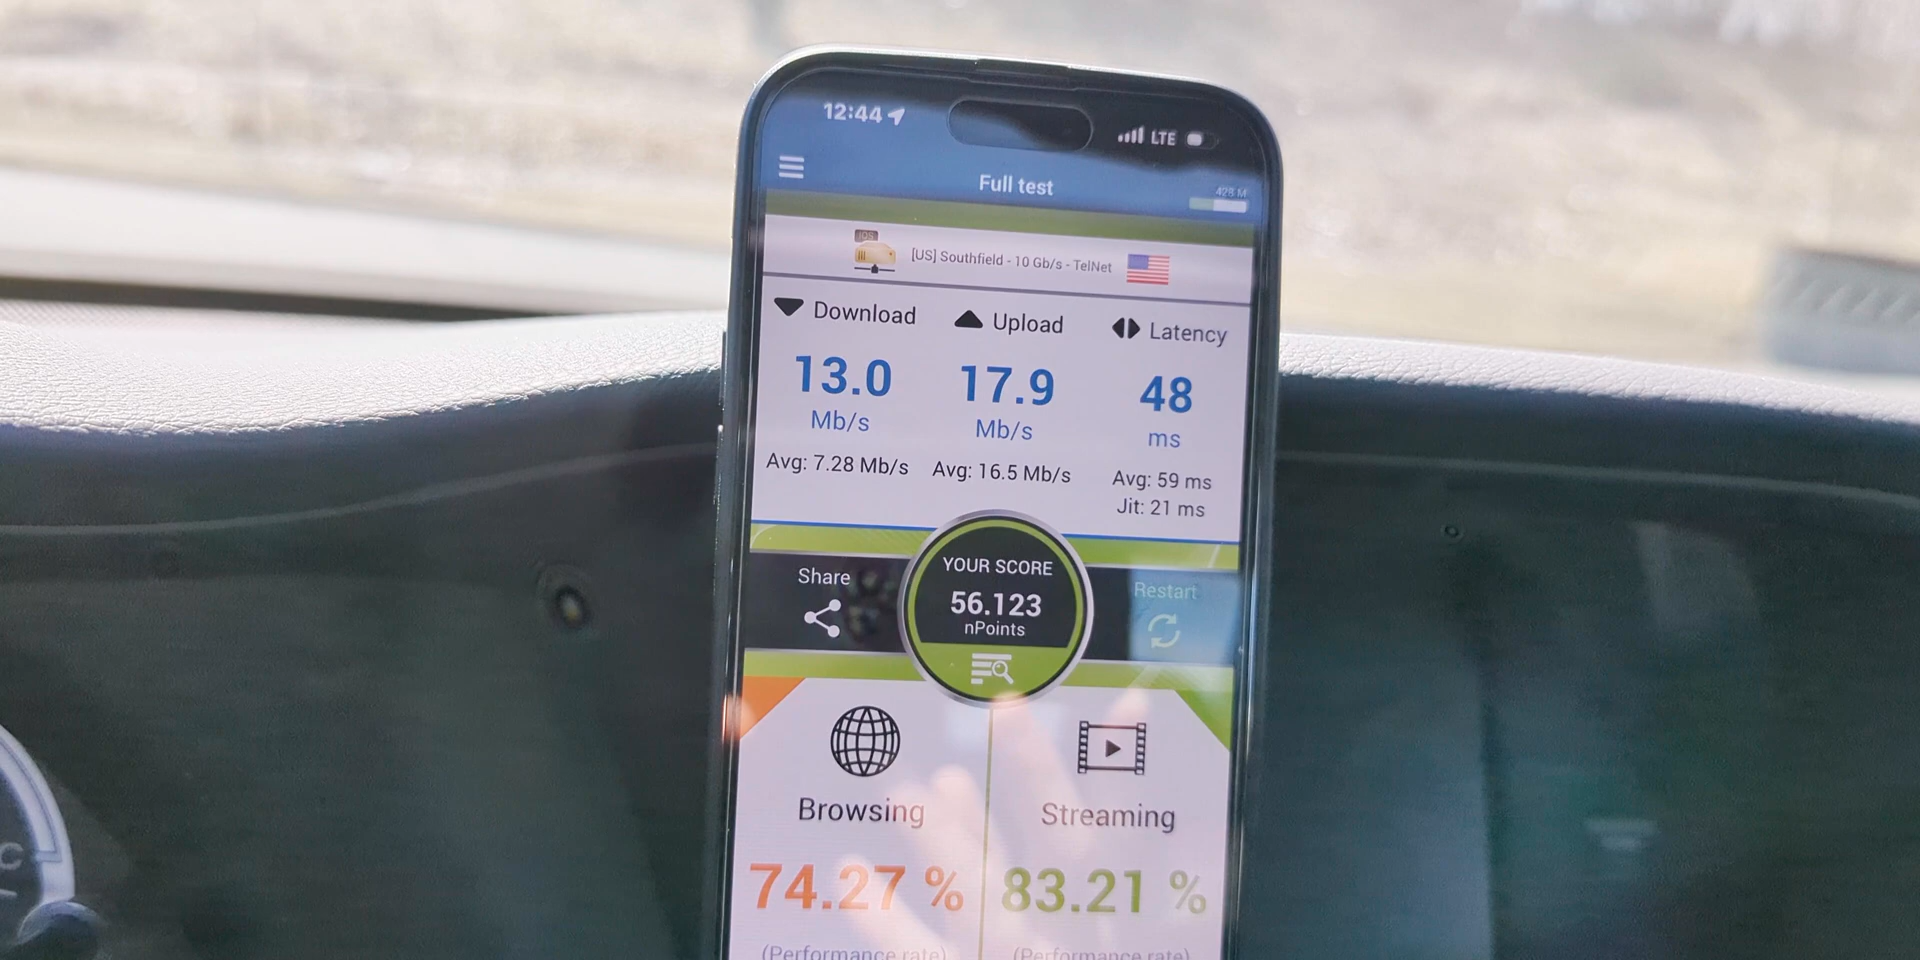 12:44
LTE
Full test
428 M
iOS
[US] Southfield - 10 Gb/s - TelNet
Download
Upload
Latency
13.0
17.9
48
Mb/s
Mb/s
ms
Avg: 7.28 Mb/s
Avg: 16.5 Mb/s
Avg: 59 ms
Jit: 21 ms
Share
YOUR SCORE
56.123
nPoints
Restart
Browsing
Streaming
74.27 %
83.21 %
(Performance rate)
(Performance rate)
C